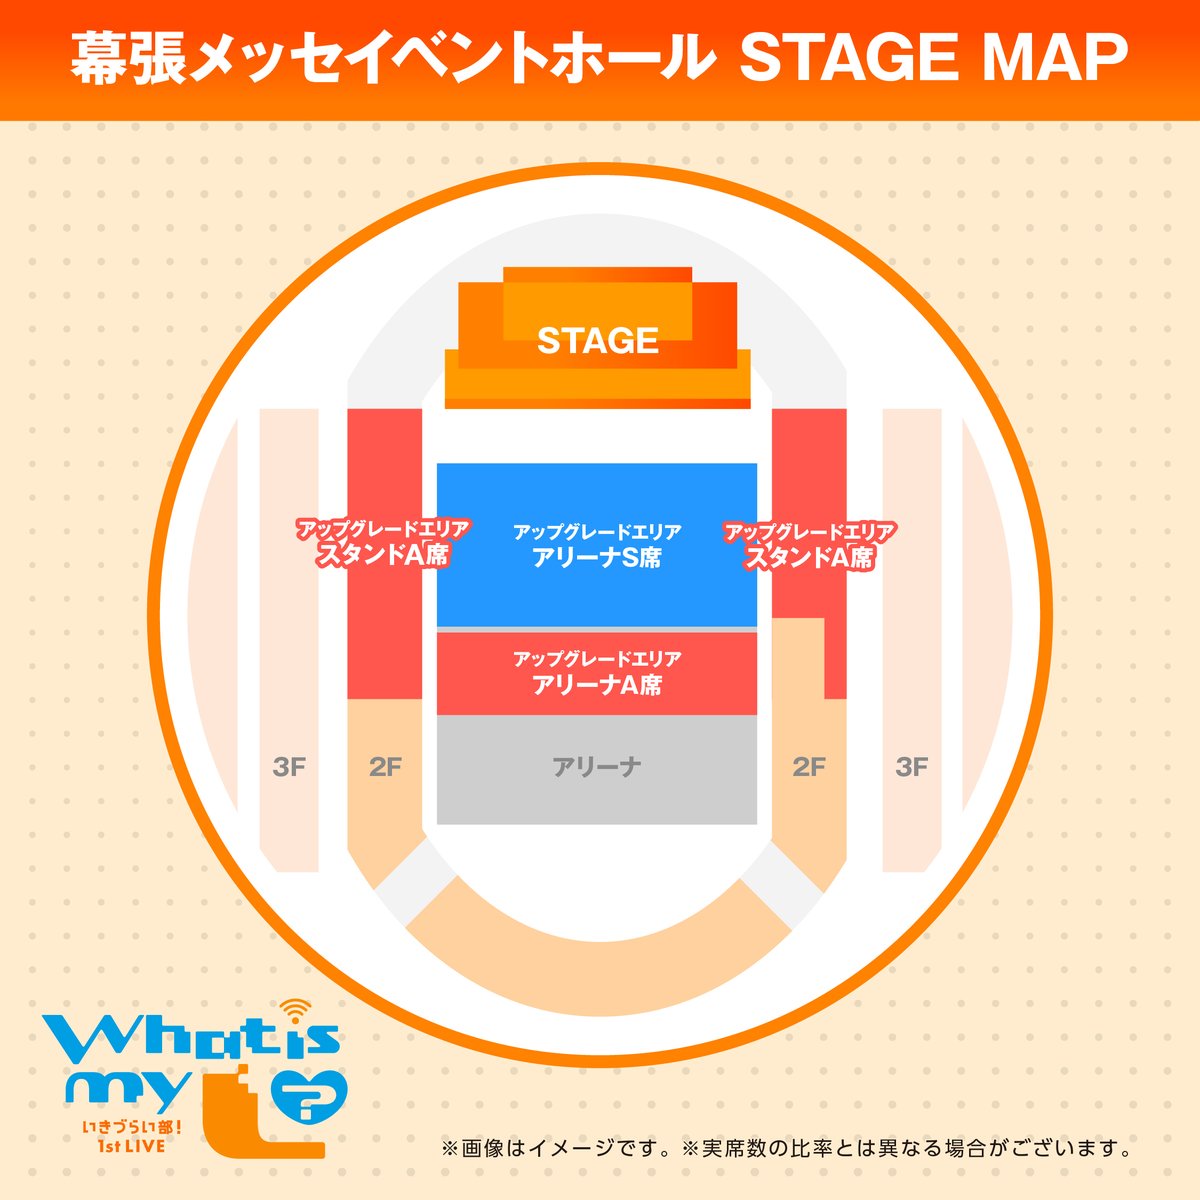 幕張メッセイベントホール STAGE MAP
STAGE
アップグレードエリア
スタンドA席
アップグレードエリア
アリーナS席
アップグレードエリア
スタンドA席
アップグレードエリア
アリーナA席
3F
2F
アリーナ
2F
3F
What is
my L ?
いきづらい部!
1st LIVE
※画像はイメージです。※実席数の比率とは異なる場合がございます。